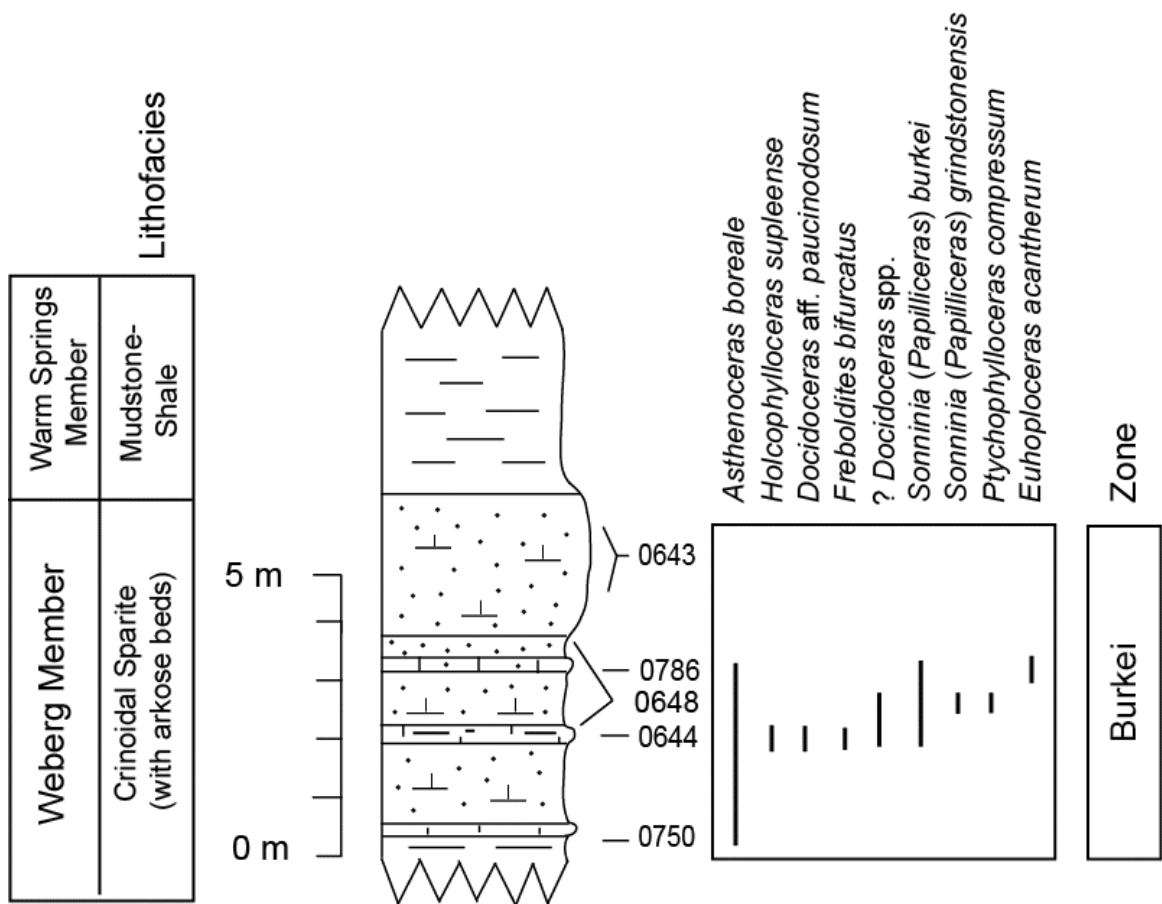 Lithofacies
Warm Springs
Member
Mudstone-
Shale
Weberg Member
Crinoidal Sparite
(with arkose beds)
5 m
0 m
0643
0786
0648
0644
0750
Asthenoceras boreale
Holcophylloceras supleense
Docidoceras aff. paucinodosum
Freboldites bifurcatus
? Docidoceras spp.
Sonninia (Papilliceras) burkei
Sonninia (Papilliceras) grindstonensis
Ptychophylloceras compressum
Euhoploceras acantherum
Zone
Burkei